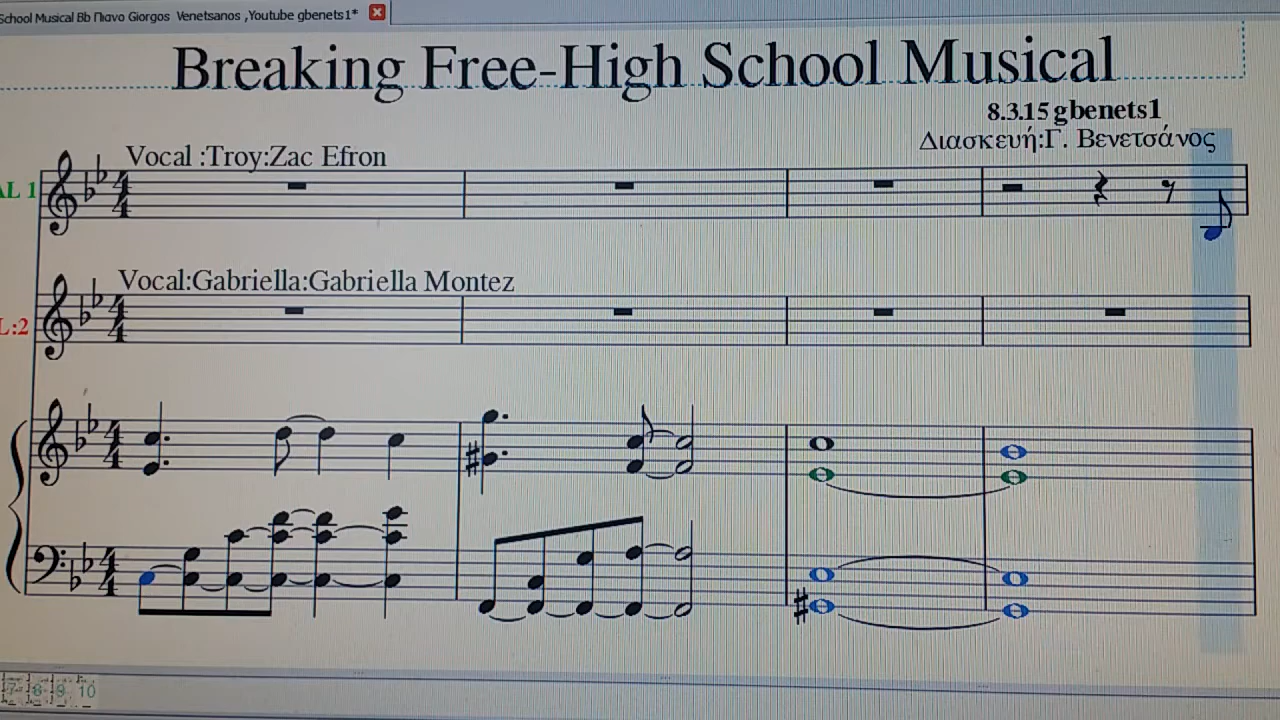 School Musical Bb Πιανο Giorgos Venetsanos ,Youtube gbenets1*
Breaking Free-High School Musical
8.3.15 gbenets1
Διασκευή:Γ. Βενετσάνος
Vocal :Troy:Zac Efron
AL 1
Vocal:Gabriella:Gabriella Montez
L:2
7 8 9 10